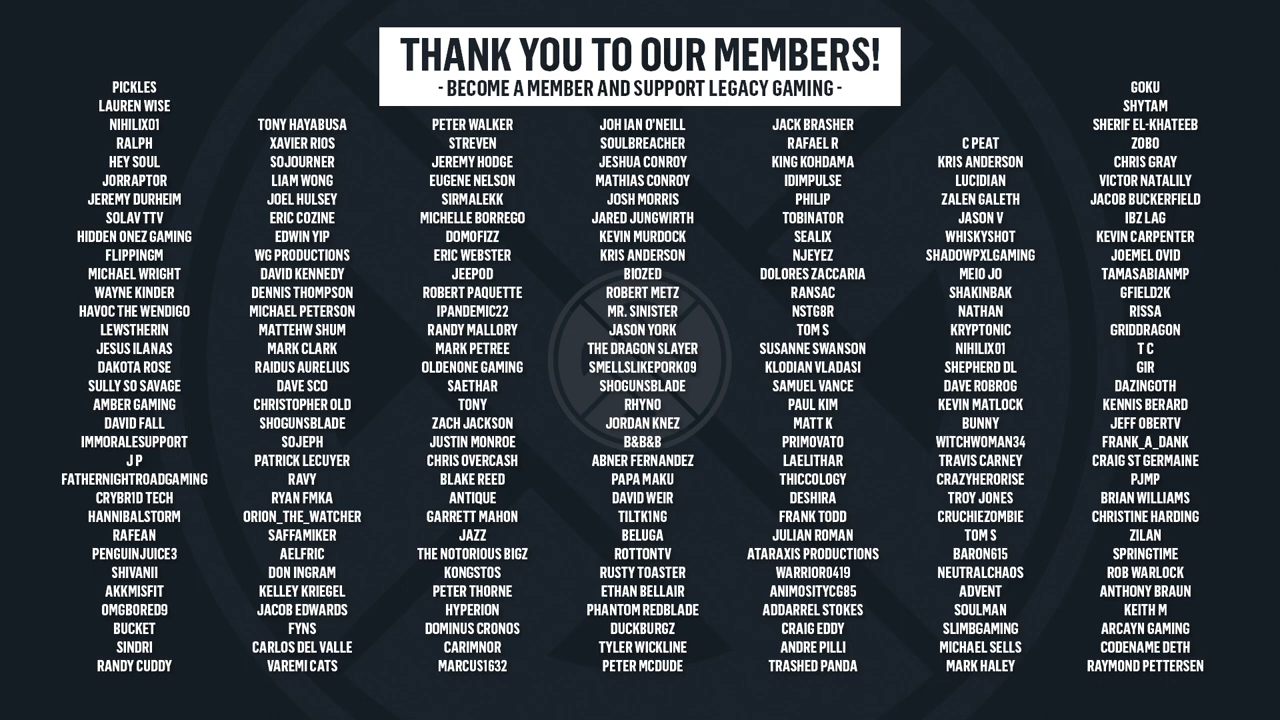 THANK YOU TO OUR MEMBERS!
- BECOME A MEMBER AND SUPPORT LEGACY GAMING -
PICKLES
LAUREN WISE
NIHILIX01
RALPH
HEY SOUL
JORRAPTOR
JEREMY DURHEIM
SOLAV TTV
HIDDEN ONEZ GAMING
FLIPPINGM
MICHAEL WRIGHT
WAYNE KINDER
HAVOC THE WENDIGO
LEWSTHERIN
JESUS ILANAS
DAKOTA ROSE
SULLY SO SAVAGE
AMBER GAMING
DAVID FALL
IMMORALESUPPORT
J P
FATHERNIGHTROADGAMING
CRYBR1D TECH
HANNIBALSTORM
RAFEAN
PENGUINJUICE3
SHIVANII
AKKMISFIT
OMGBORED9
BUCKET
SINDRI
RANDY CUDDY
TONY HAYABUSA
XAVIER RIOS
SOJOURNER
LIAM WONG
JOEL HULSEY
ERIC COZINE
EDWIN YIP
WG PRODUCTIONS
DAVID KENNEDY
DENNIS THOMPSON
MICHAEL PETERSON
MATTEHW SHUM
MARK CLARK
RAIDUS AURELIUS
DAVE SCO
CHRISTOPHER OLD
SHOGUNSBLADE
SOJEPH
PATRICK LECUYER
RAVY
RYAN FMKA
ORION_THE_WATCHER
SAFFAMIKER
AELFRIC
DON INGRAM
KELLEY KRIEGEL
JACOB EDWARDS
FYNS
CARLOS DEL VALLE
VAREMI CATS
PETER WALKER
STREVEN
JEREMY HODGE
EUGENE NELSON
SIRMALEKK
MICHELLE BORREGO
DOMOFIZZ
ERIC WEBSTER
JEEPOD
ROBERT PAQUETTE
IPANDEMIC22
RANDY MALLORY
MARK PETREE
OLDENONE GAMING
SAETHAR
TONY
ZACH JACKSON
JUSTIN MONROE
CHRIS OVERCASH
BLAKE REED
ANTIQUE
GARRETT MAHON
JAZZ
THE NOTORIOUS BIGZ
KONGSTOS
PETER THORNE
HYPERION
DOMINUS CRONOS
CARIMNOR
MARCUS1632
JOH IAN O'NEILL
SOULBREACHER
JESHUA CONROY
MATHIAS CONROY
JOSH MORRIS
JARED JUNGWIRTH
KEVIN MURDOCK
KRIS ANDERSON
BIOZED
ROBERT METZ
MR. SINISTER
JASON YORK
THE DRAGON SLAYER
SMELLSLIKEPORK09
SHOGUNSBLADE
RHYNO
JORDAN KNEZ
B&B&B
ABNER FERNANDEZ
PAPA MAKU
DAVID WEIR
TILTK1NG
BELUGA
ROTTONTV
RUSTY TOASTER
ETHAN BELLAIR
PHANTOM REDBLADE
DUCKBURGZ
TYLER WICKLINE
PETER MCDUDE
JACK BRASHER
RAFAEL R
KING KOHDAMA
IDIMPULSE
PHILIP
TOBINATOR
SEALIX
NJEYEZ
DOLORES ZACCARIA
RANSAC
NSTG8R
TOM S
SUSANNE SWANSON
KLODIAN VLADASI
SAMUEL VANCE
PAUL KIM
MATT K
PRIMOVATO
LAELITHAR
THICCOLOGY
DESHIRA
FRANK TODD
JULIAN ROMAN
ATARAXIS PRODUCTIONS
WARRIOR0419
ANIMOSITYCG85
ADDARREL STOKES
CRAIG EDDY
ANDRE PILLI
TRASHED PANDA
C PEAT
KRIS ANDERSON
LUCIDIAN
ZALEN GALETH
JASON V
WHISKYSHOT
SHADOWPXLGAMING
MEIO JO
SHAKINBAK
NATHAN
KRYPTONIC
NIHILIX01
SHEPHERD DL
DAVE ROBROG
KEVIN MATLOCK
BUNNY
WITCHWOMAN34
TRAVIS CARNEY
CRAZYHERORISE
TROY JONES
CRUCHIEZOMBIE
TOM S
BARON615
NEUTRALCHAOS
ADVENT
SOULMAN
SLIMBGAMING
MICHAEL SELLS
MARK HALEY
GOKU
SHYTAM
SHERIF EL-KHATEEB
ZOBO
CHRIS GRAY
VICTOR NATALILY
JACOB BUCKERFIELD
IBZ LAG
KEVIN CARPENTER
JOEMEL OVID
TAMASABIANMP
GFIELD2K
RISSA
GRIDDRAGON
T C
GIR
DAZINGOTH
KENNIS BERARD
JEFF OBERTV
FRANK_A_DANK
CRAIG ST GERMAINE
PJMP
BRIAN WILLIAMS
CHRISTINE HARDING
ZILAN
SPRINGTIME
ROB WARLOCK
ANTHONY BRAUN
KEITH M
ARCAYN GAMING
CODENAME DETH
RAYMOND PETTERSEN